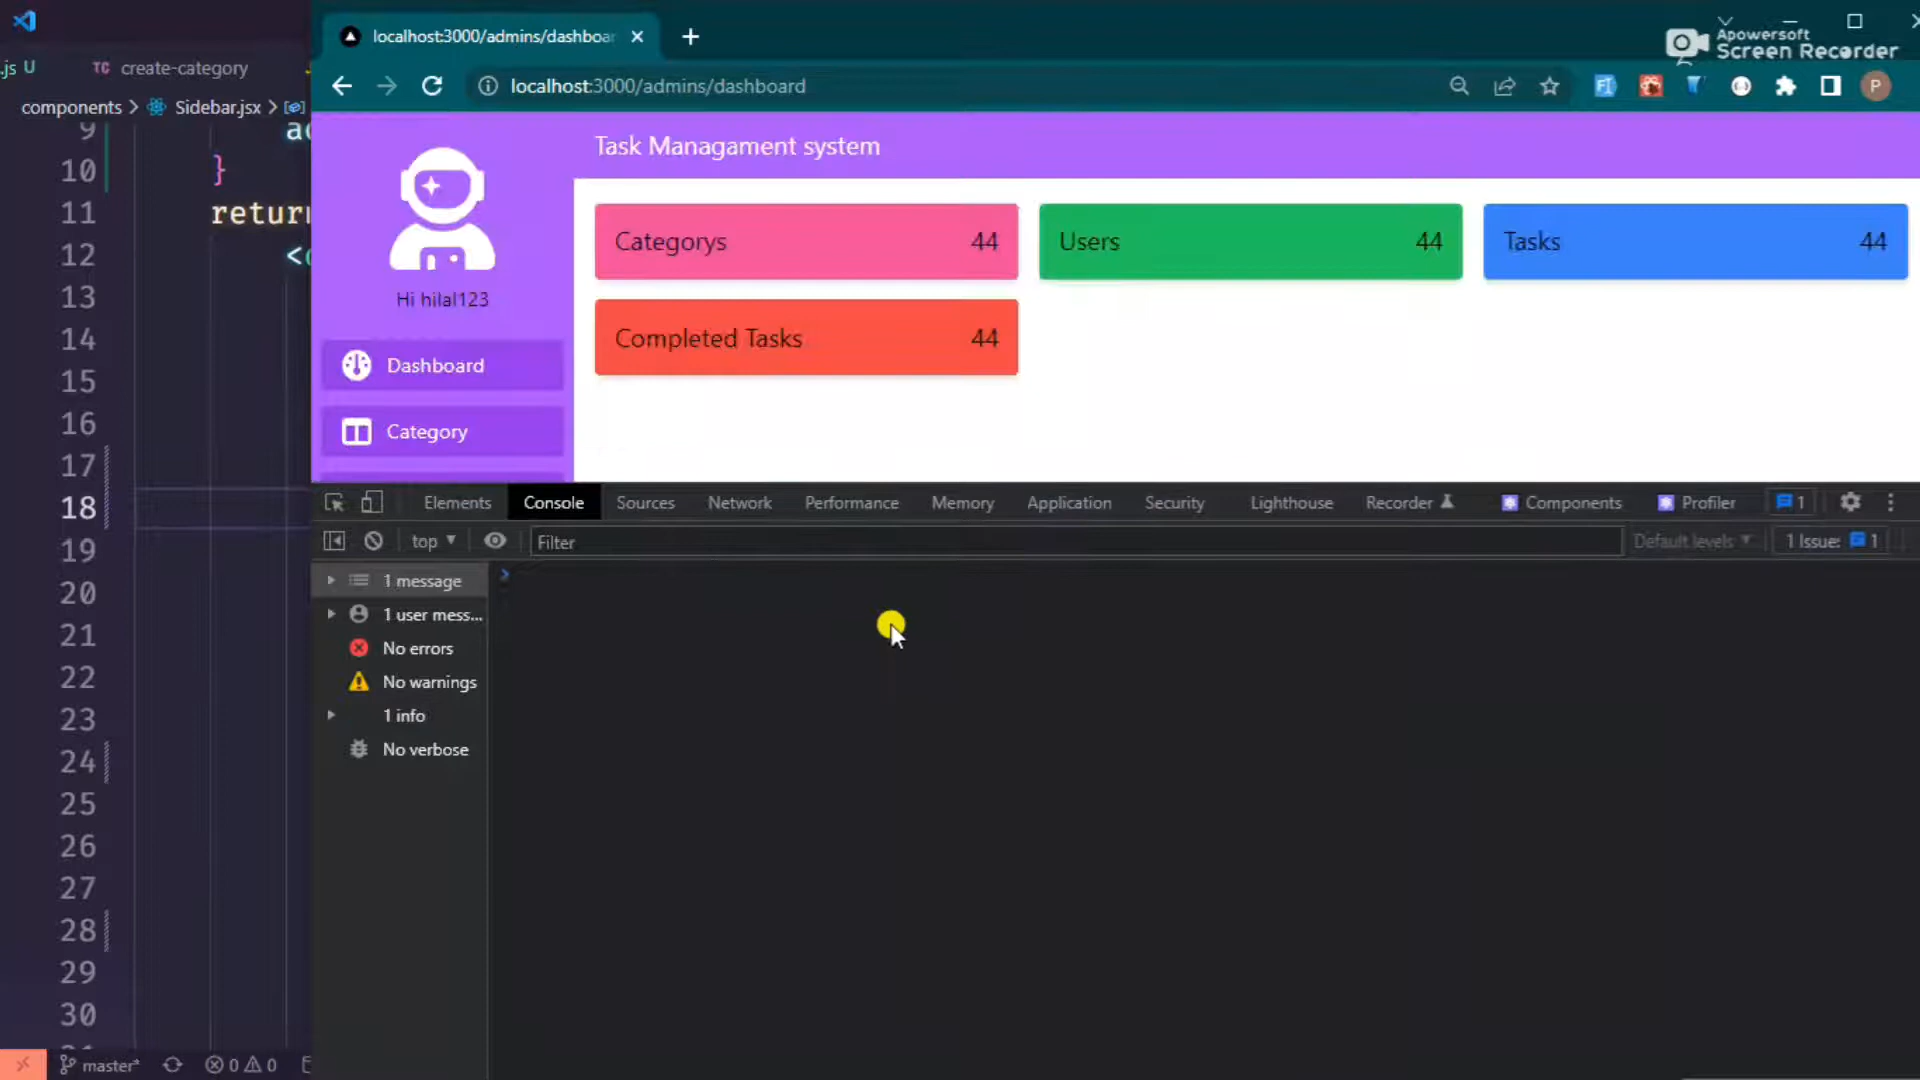 localhost:3000/admins/dashboar
Apowersoft
Screen Recorder
.js U
TC create-category
localhost:3000/admins/dashboard
P
components > Sidebar.jsx >
Task Managament system
Hi hilal123
Dashboard
Category
Categorys 44
Users 44
Tasks 44
Completed Tasks 44
9
10 }
11 return
12 <
13
14
15
16
17
18
19
20
21
22
23
24
25
26
27
28
29
30
Elements Console Sources Network Performance Memory Application Security Lighthouse Recorder Components Profiler 1
top Filter Default levels 1 Issue: 1
1 message
1 user mess...
No errors
No warnings
1 info
No verbose
master* 0 0